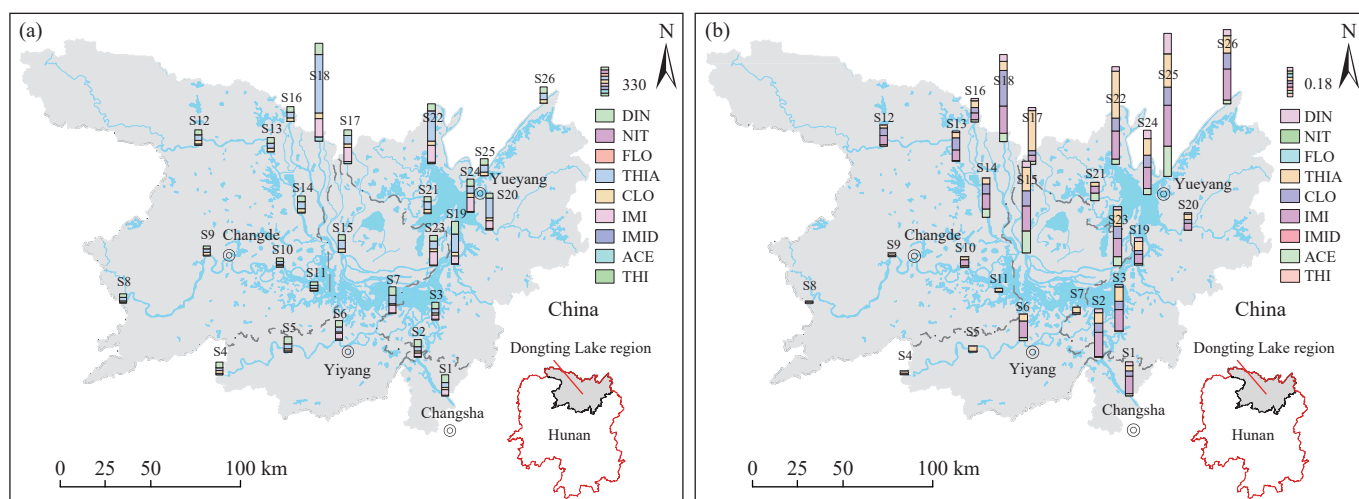 (a)
N
S18
S26
330
S16
S22
DIN
NIT
FLO
THIA
CLO
IMI
IMID
ACE
THI
S12
S13
S17
S25
S24
Yueyang
S14
S21
S20
S19
S15
S23
S9
Changde
S10
S11
S7
S8
S3
China
S6
S5
S2
Dongting Lake region
S4
Yiyang
S1
Changsha
Hunan
0 25 50 100 km
(b)
N
S26
S18
S25
0.18
S16
S22
DIN
NIT
FLO
THIA
CLO
IMI
IMID
ACE
THI
S12
S13
S17
S24
S14
S15
S21
Yueyang
S20
S23
S19
S9
Changde
S10
S11
S3
S8
S7
S2
China
S6
S5
Dongting Lake region
S4
Yiyang
S1
Changsha
Hunan
0 25 50 100 km